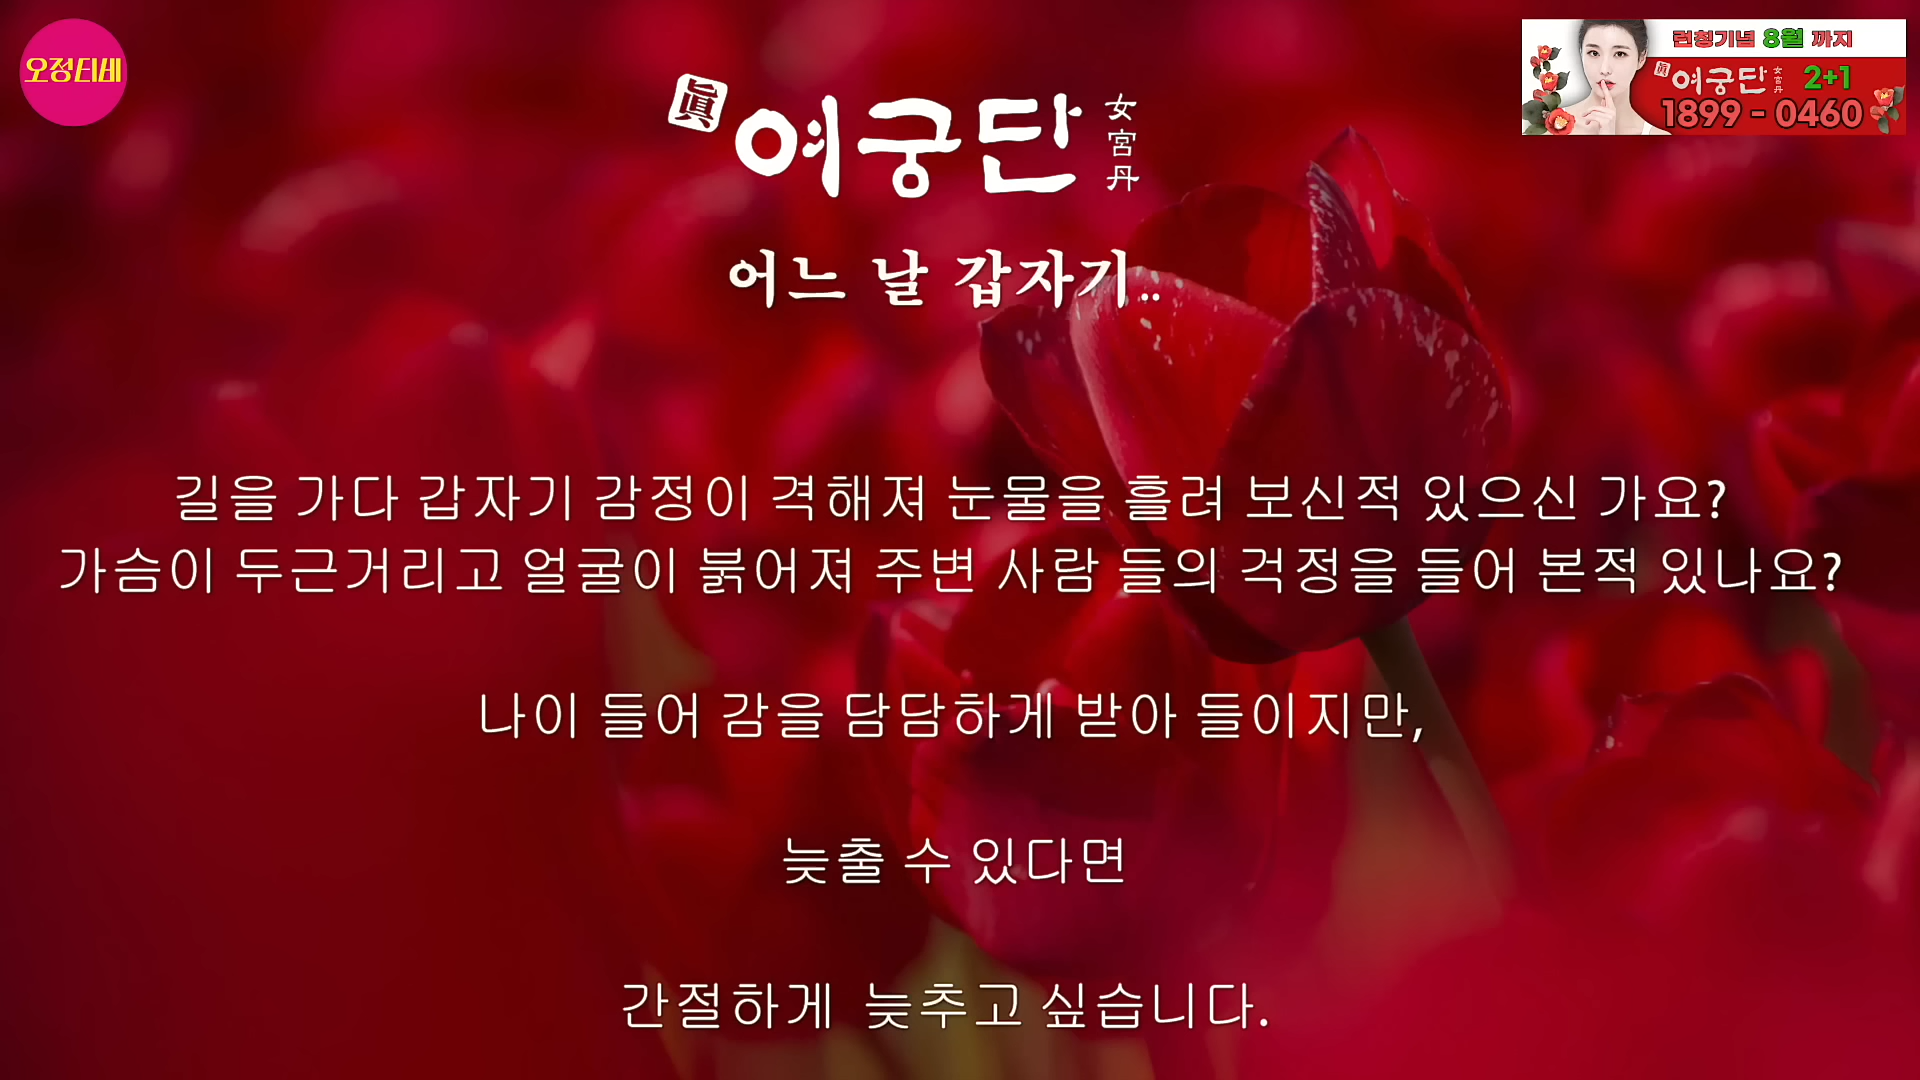 오정티비
런칭기념 8월 까지
眞 여궁단 女宮丹 2+1
1899 - 0460
眞 여궁단 女宮丹
어느 날 갑자기..
길을 가다 갑자기 감정이 격해져 눈물을 흘려 보신적 있으신 가요?
가슴이 두근거리고 얼굴이 붉어져 주변 사람 들의 걱정을 들어 본적 있나요?
나이 들어 감을 담담하게 받아 들이지만,
늦출 수 있다면
간절하게 늦추고 싶습니다.